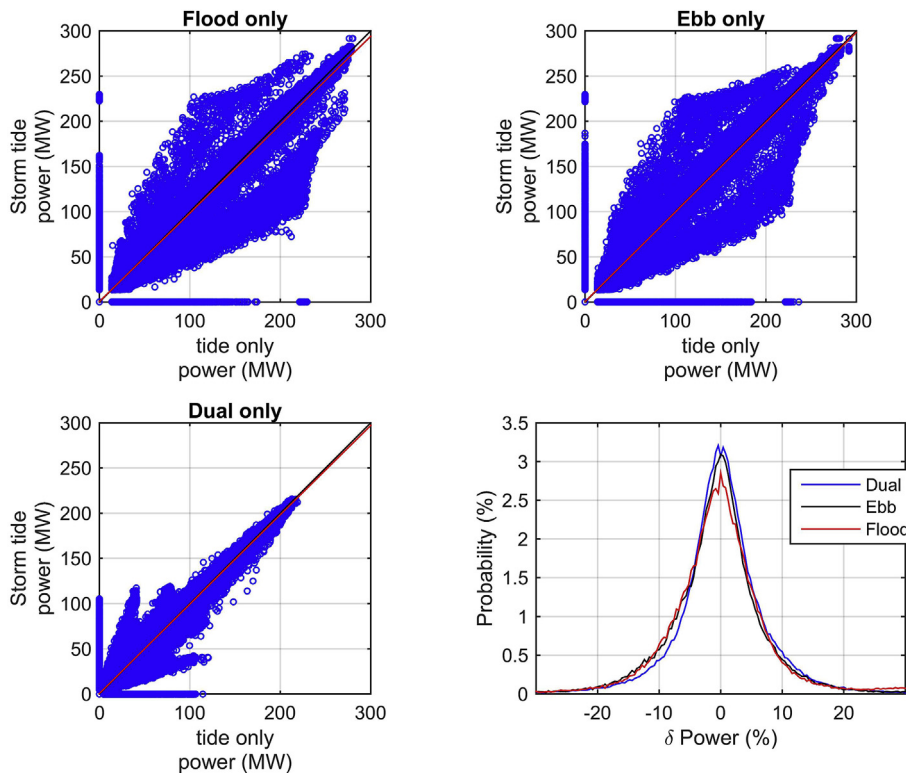 Flood only
300
250
200
150
100
50
0
Storm tide
power (MW)
0 100 200 300
tide only
power (MW)
Ebb only
300
250
200
150
100
50
0
Storm tide
power (MW)
0 100 200 300
tide only
power (MW)
Dual only
300
250
200
150
100
50
0
Storm tide
power (MW)
0 100 200 300
tide only
power (MW)
3.5
3
2.5
2
1.5
1
0.5
0
Probability (%)
Dual
Ebb
Flood
-20 -10 0 10 20
δ Power (%)